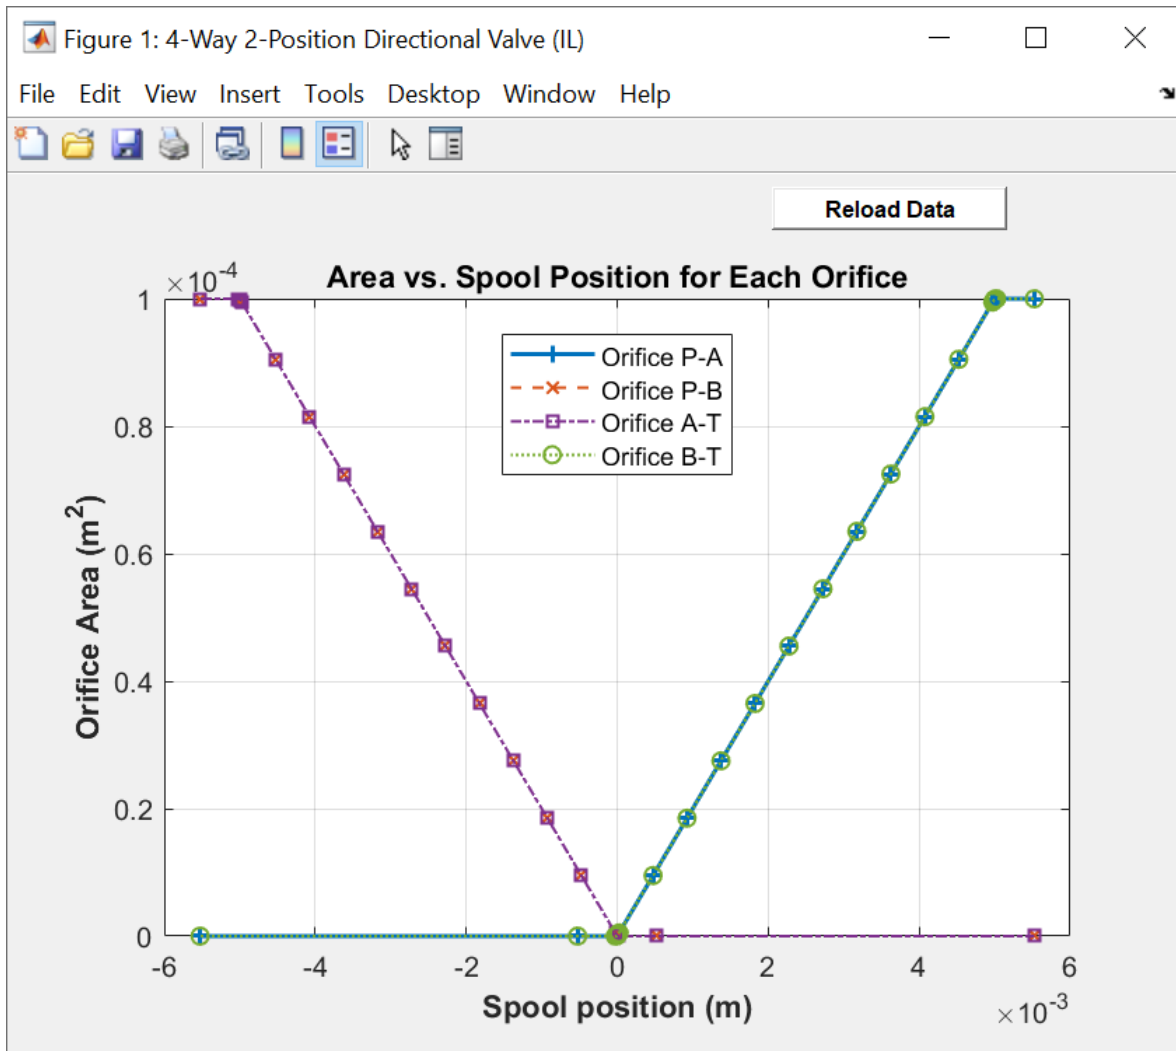 Figure 1: 4-Way 2-Position Directional Valve (IL)
File Edit View Insert Tools Desktop Window Help
Reload Data
×10^-4
Area vs. Spool Position for Each Orifice
1
0.8
0.6
0.4
0.2
0
Orifice Area (m²)
Orifice P-A
Orifice P-B
Orifice A-T
Orifice B-T
-6 -4 -2 0 2 4 6
Spool position (m)
×10^-3